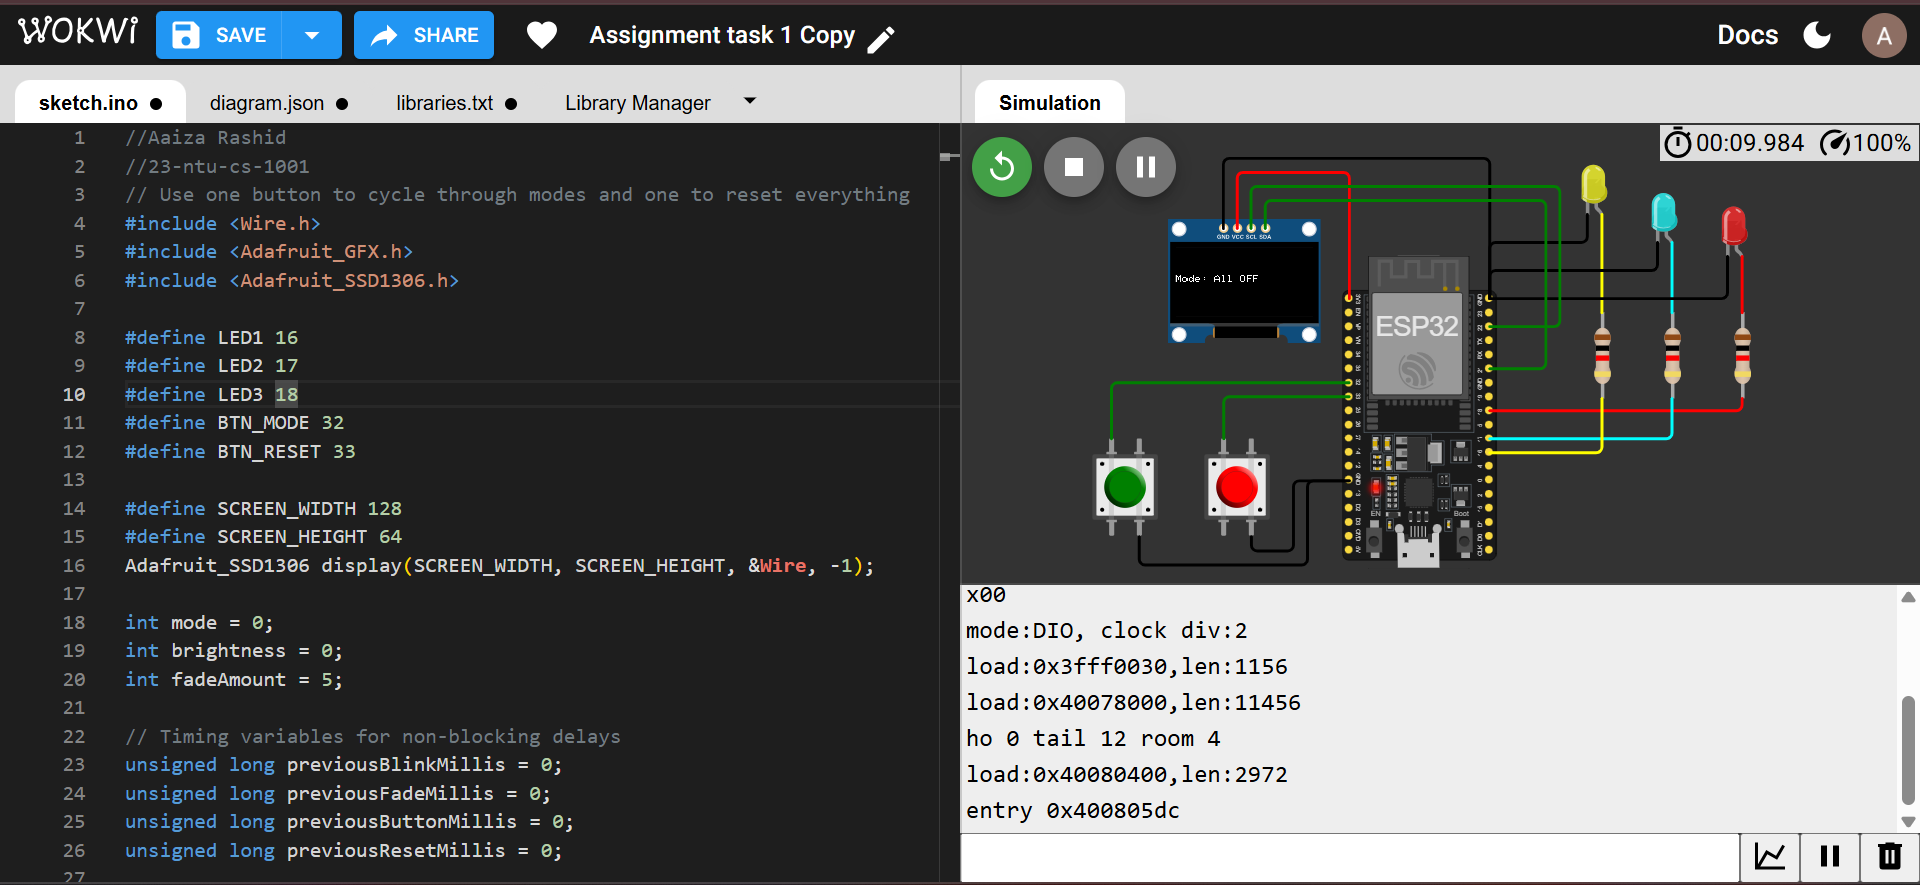 WOKWI
SAVE
SHARE
Assignment task 1 Copy
Docs
A
sketch.ino
diagram.json
libraries.txt
Library Manager
1 //Aaiza Rashid
2 //23-ntu-cs-1001
3 // Use one button to cycle through modes and one to reset everything
4 #include <Wire.h>
5 #include <Adafruit_GFX.h>
6 #include <Adafruit_SSD1306.h>
7
8 #define LED1 16
9 #define LED2 17
10 #define LED3 18
11 #define BTN_MODE 32
12 #define BTN_RESET 33
13
14 #define SCREEN_WIDTH 128
15 #define SCREEN_HEIGHT 64
16 Adafruit_SSD1306 display(SCREEN_WIDTH, SCREEN_HEIGHT, &Wire, -1);
17
18 int mode = 0;
19 int brightness = 0;
20 int fadeAmount = 5;
21
22 // Timing variables for non-blocking delays
23 unsigned long previousBlinkMillis = 0;
24 unsigned long previousFadeMillis = 0;
25 unsigned long previousButtonMillis = 0;
26 unsigned long previousResetMillis = 0;
27
Simulation
00:09.984
100%
GND VCC SCL SDA
Mode: All OFF
ESP32
EN
Boot
x00
mode:DIO, clock div:2
load:0x3fff0030,len:1156
load:0x40078000,len:11456
ho 0 tail 12 room 4
load:0x40080400,len:2972
entry 0x400805dc